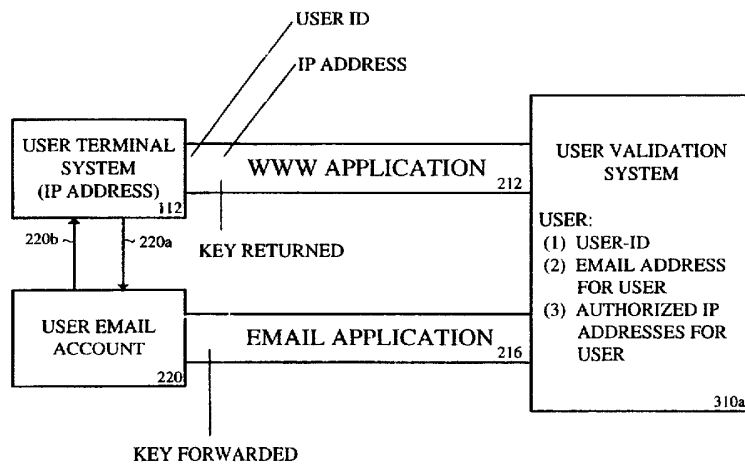 USER ID
IP ADDRESS
USER TERMINAL
SYSTEM
(IP ADDRESS)
112
WWW APPLICATION
212
USER VALIDATION
SYSTEM
USER:
(1) USER-ID
(2) EMAIL ADDRESS
FOR USER
(3) AUTHORIZED IP
ADDRESSES FOR
USER
310a
220b
220a
KEY RETURNED
USER EMAIL
ACCOUNT
220
EMAIL APPLICATION
216
KEY FORWARDED